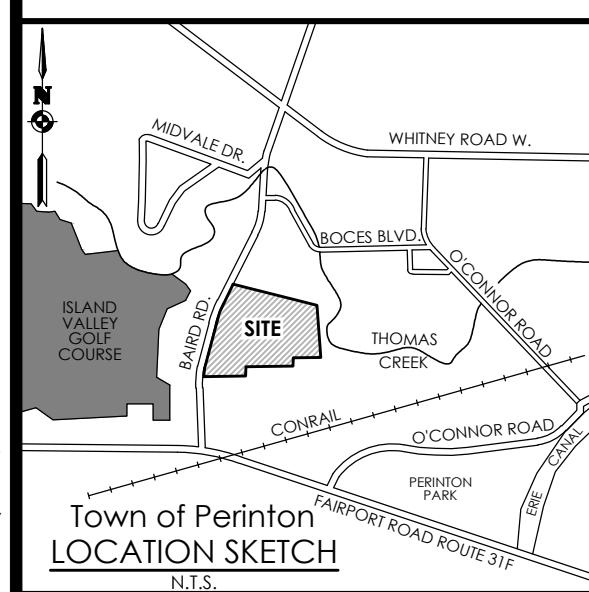 N
MIDVALE DR.
WHITNEY ROAD W.
BOCES BLVD.
O'CONNOR ROAD
ISLAND
VALLEY
GOLF
COURSE
BAIRD RD.
SITE
THOMAS
CREEK
CONRAIL
O'CONNOR ROAD
PERINTON
PARK
ERIE
CANAL
FAIRPORT ROAD ROUTE 31F
Town of Perinton
LOCATION SKETCH
N.T.S.